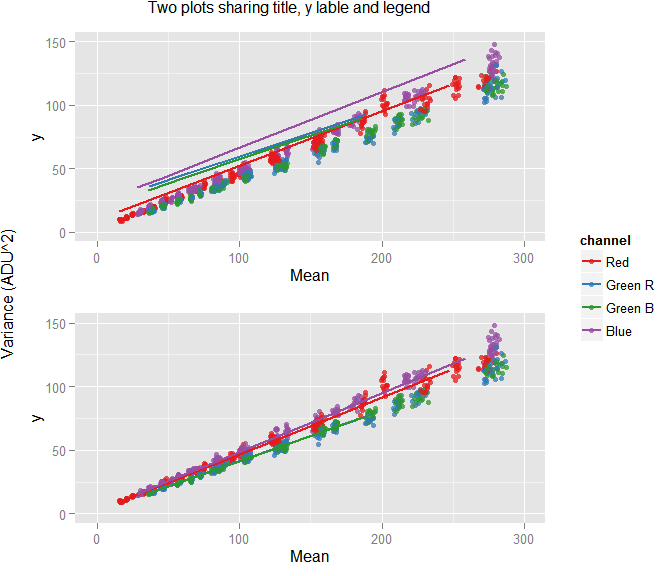 Two plots sharing title, y lable and legend
150
100
50
0
y
0 100 200 300
Mean
Variance (ADU^2)
channel
Red
Green R
Green B
Blue
150
100
50
0
y
0 100 200 300
Mean